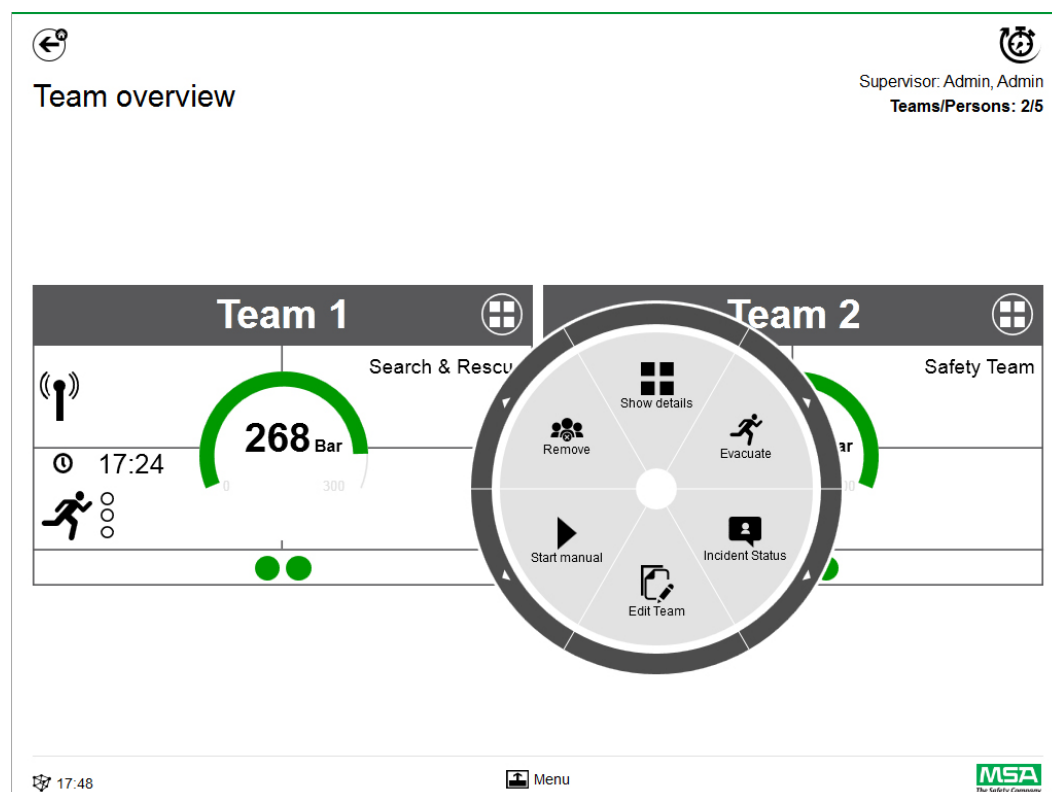 Team overview
Supervisor: Admin, Admin
Teams/Persons: 2/5
Team 1
Team 2
Search & Rescu
Safety Team
268 Bar
0
300
17:24
ar
00
Show details
Remove
Evacuate
Start manual
Incident Status
Edit Team
17:48
Menu
MSA
The Safety Company